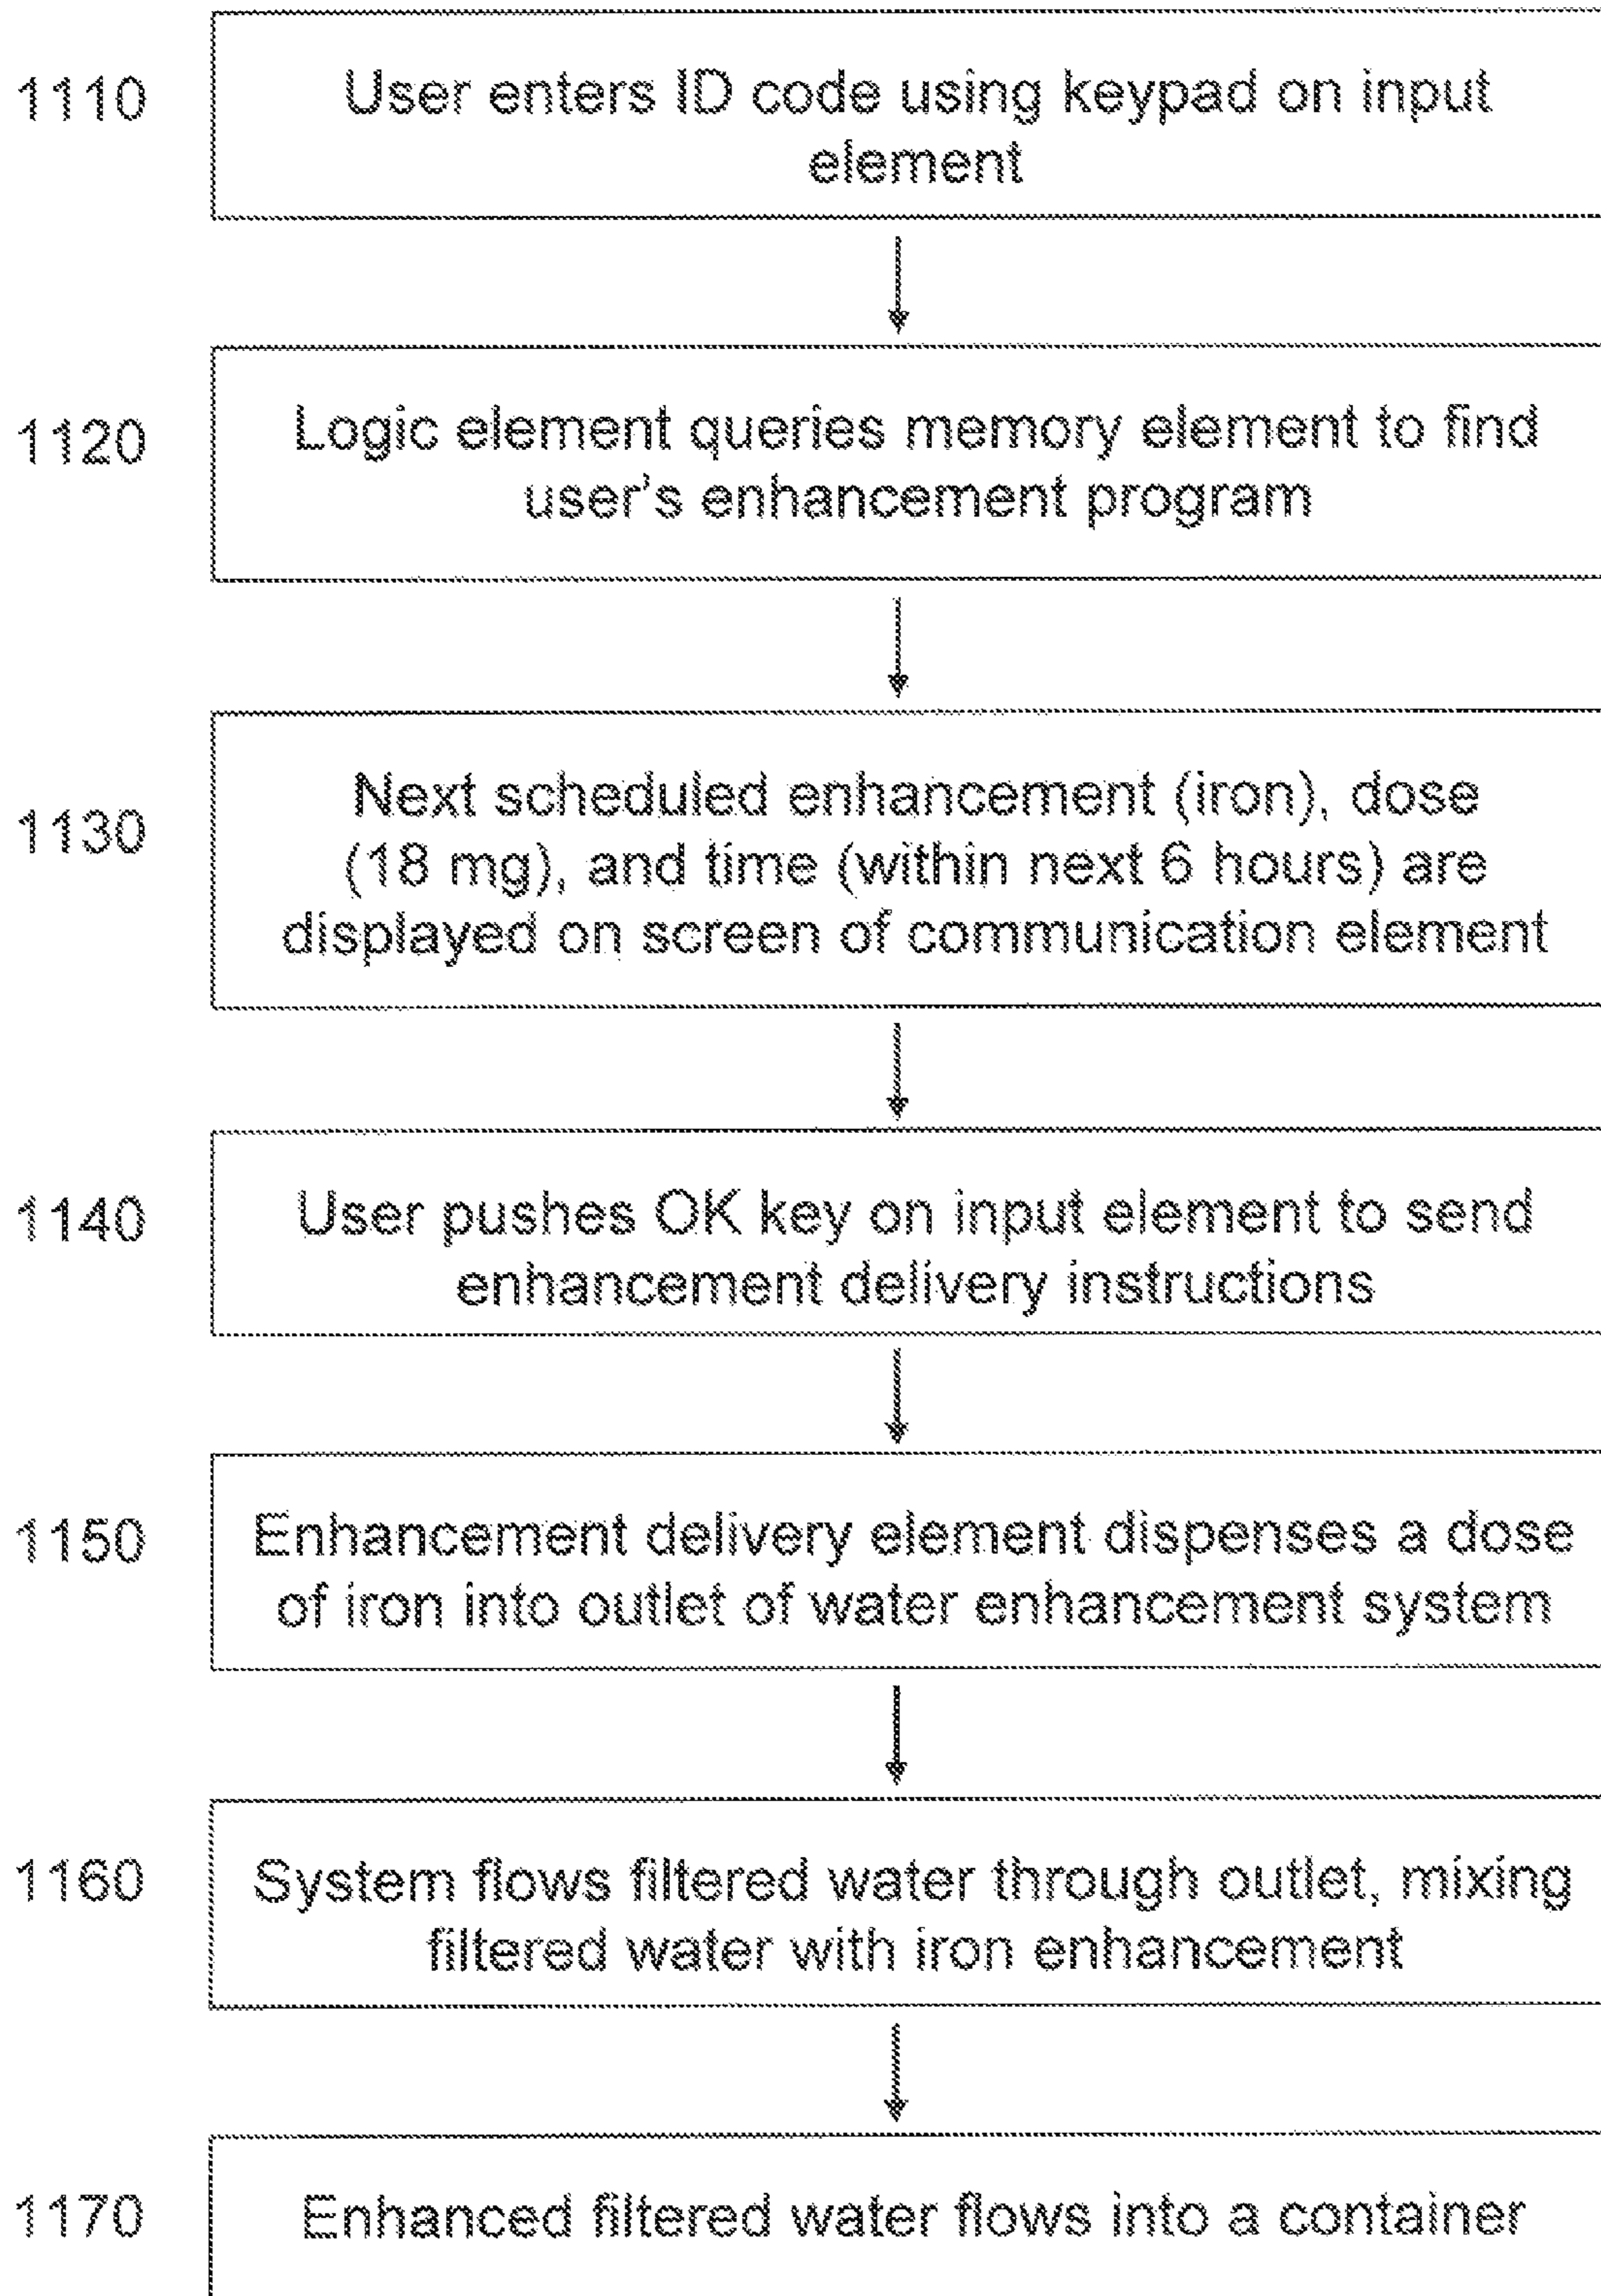 1110
User enters ID code using keypad on input
element
1120
Logic element queries memory element to find
user's enhancement program
1130
Next scheduled enhancement (iron), dose
(18 mg), and time (within next 6 hours) are
displayed on screen of communication element
1140
User pushes OK key on input element to send
enhancement delivery instructions
1150
Enhancement delivery element dispenses a dose
of iron into outlet of water enhancement system
1160
System flows filtered water through outlet, mixing
filtered water with iron enhancement
1170
Enhanced filtered water flows into a container